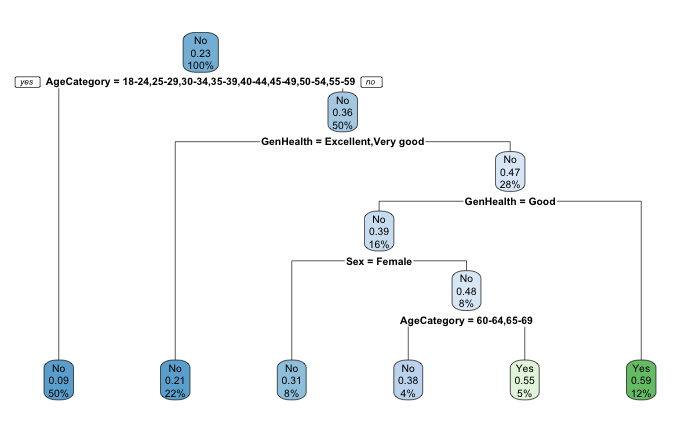 No
0.23
100%
yes AgeCategory = 18-24,25-29,30-34,35-39,40-44,45-49,50-54,55-59 no
No
0.36
50%
GenHealth = Excellent,Very good
No
0.47
28%
GenHealth = Good
No
0.39
16%
Sex = Female
No
0.48
8%
AgeCategory = 60-64,65-69
No
0.09
50%
No
0.21
22%
No
0.31
8%
No
0.38
4%
Yes
0.55
5%
Yes
0.59
12%